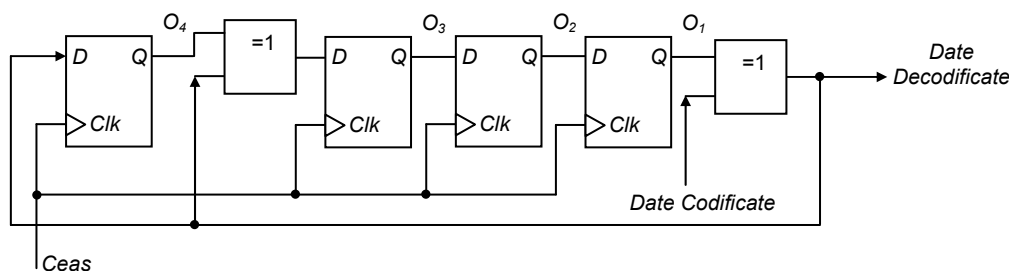 O4
=1
O3
O2
O1
=1
D Q
D Q
D Q
D Q
Date
Decodificate
Clk
Clk
Clk
Clk
Date Codificate
Ceas